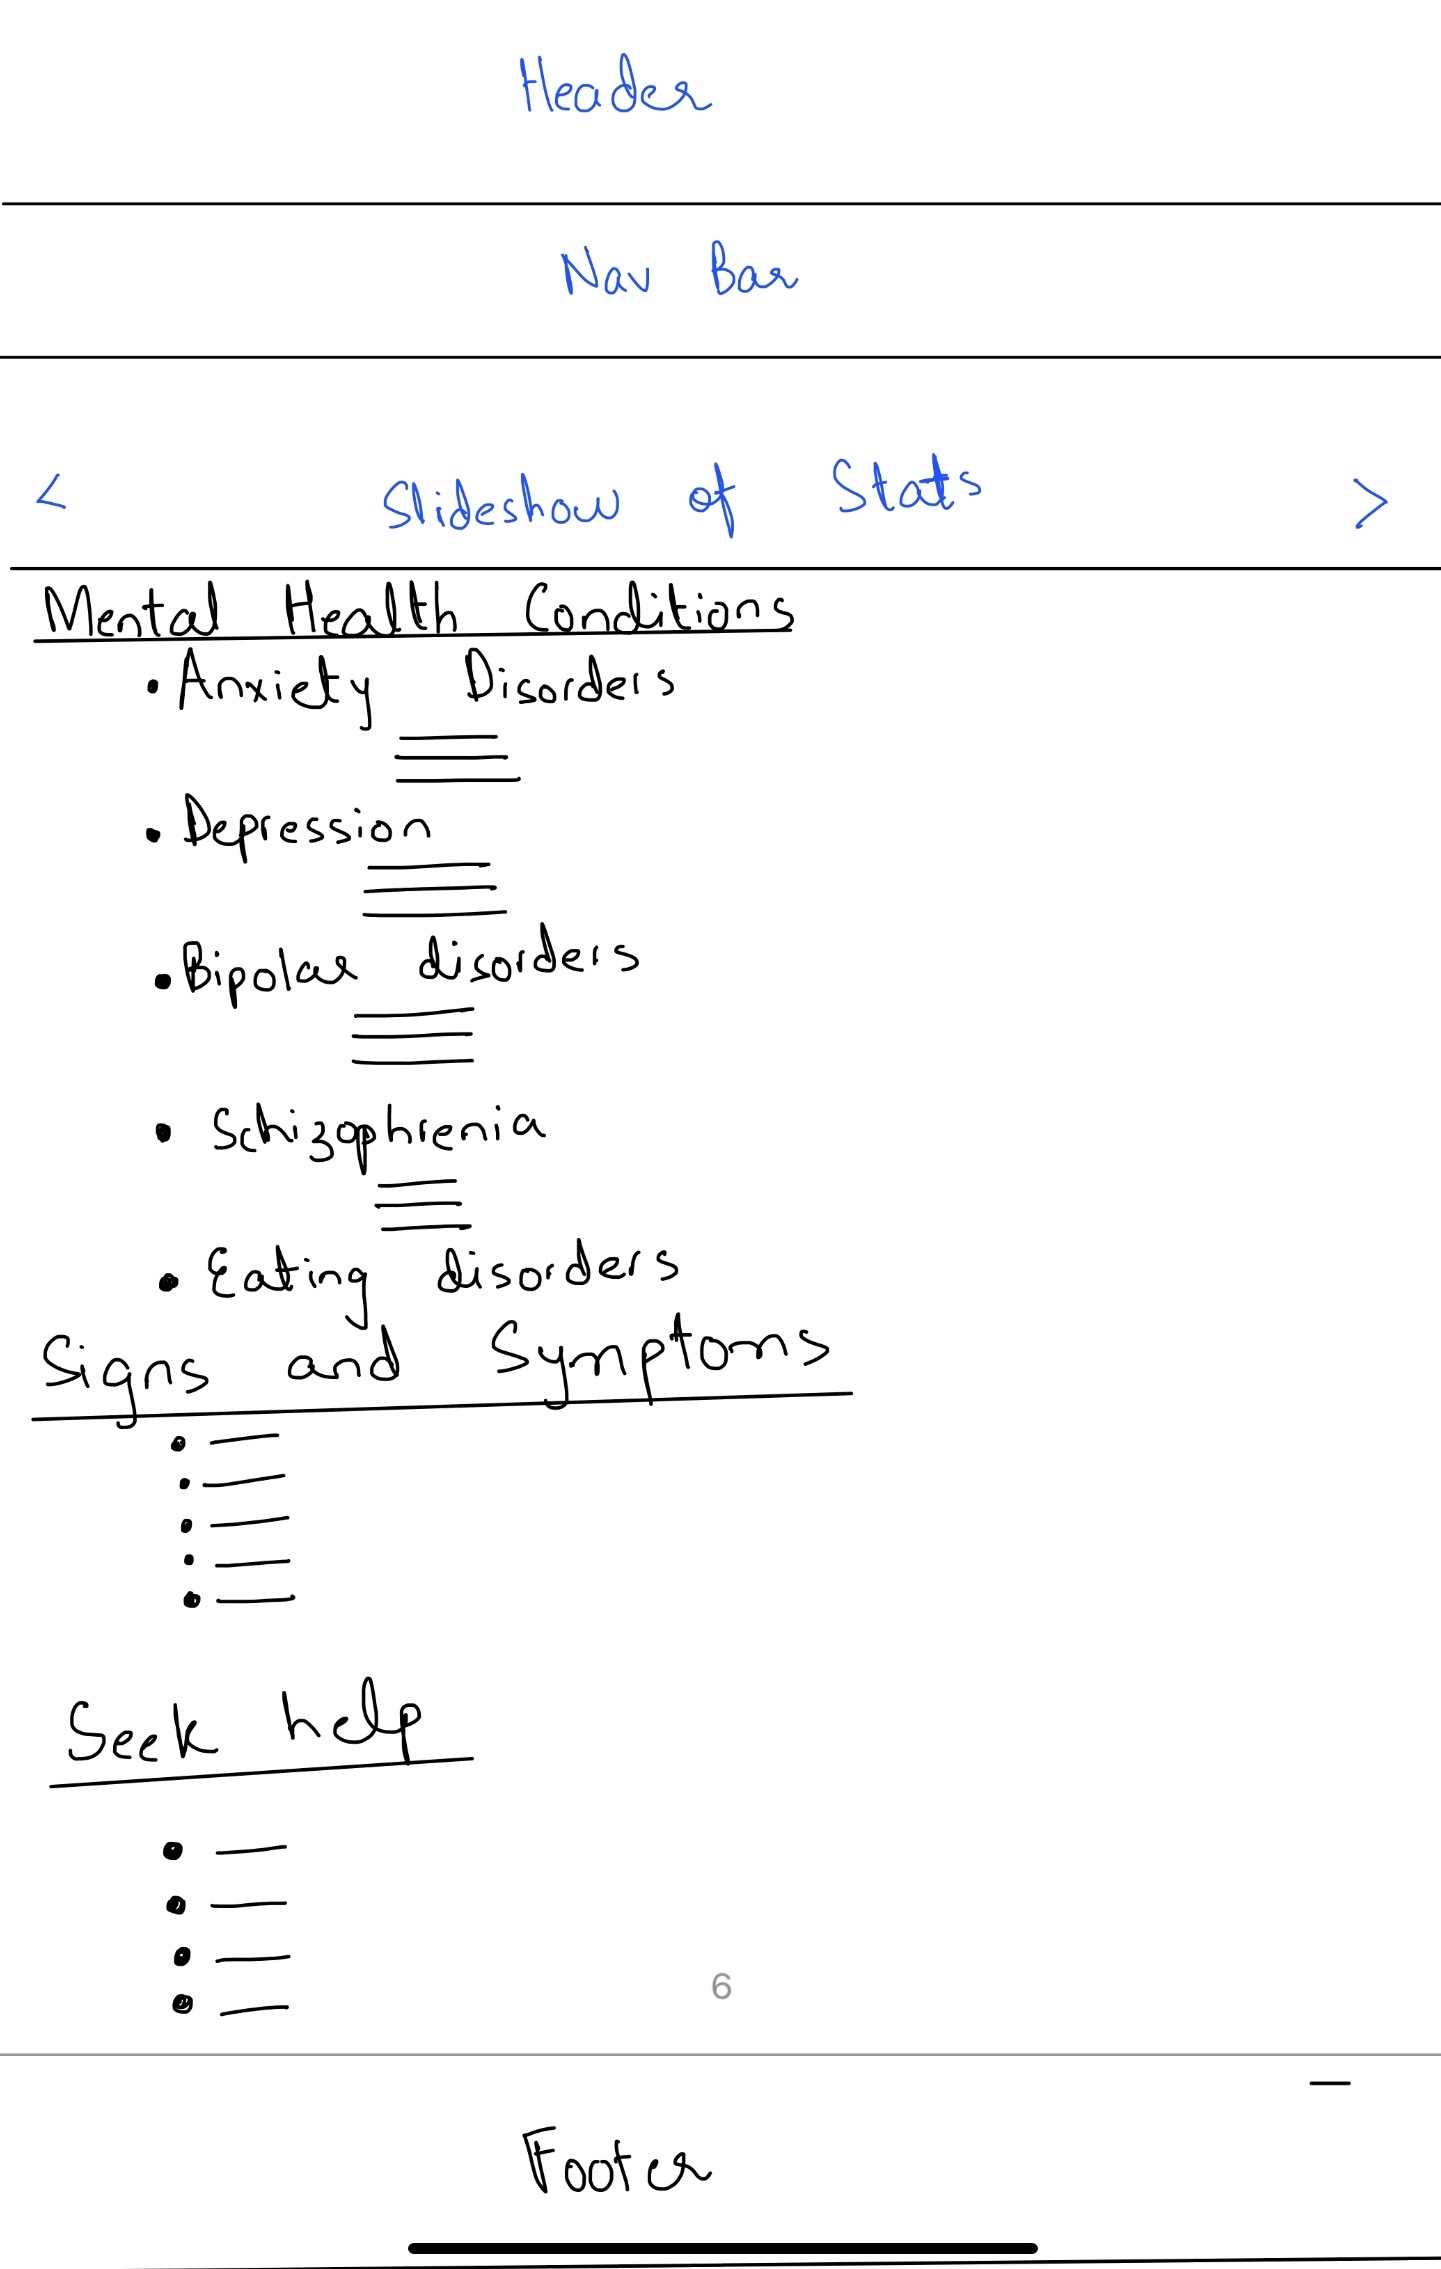 Header
Nav Bar
< Slideshow of Stats >
Mental Health Conditions
• Anxiety Disorders
• Depression
• Bipolar disorders
• Schizophrenia
• Eating disorders
Signs and Symptoms
Seek help
6
Footer